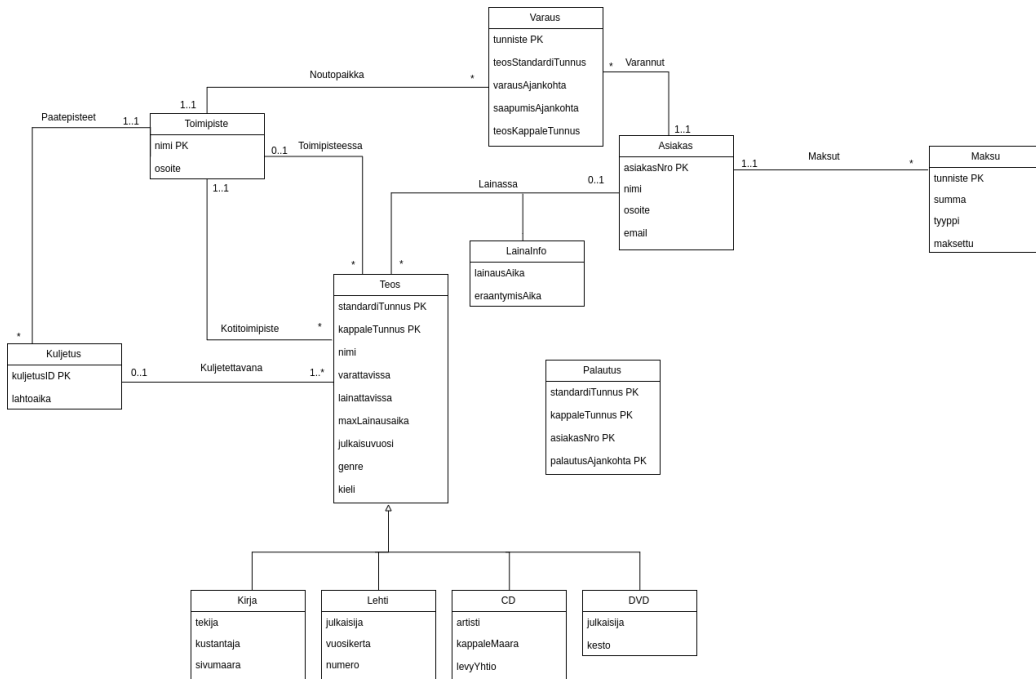 Varaus
tunniste PK
teosStandardiTunnus
varausAjankohta
saapumisAjankohta
teosKappaleTunnus
Noutopaikka
*
1..1
*
Varannut
1..1
Paatepisteet
1..1
*
Toimipiste
nimi PK
osoite
0..1
Toimipisteessa
*
1..1
Kotitoimipiste
*
Asiakas
asiakasNro PK
nimi
osoite
email
1..1
Maksut
*
Maksu
tunniste PK
summa
tyyppi
maksettu
Lainassa
0..1
*
LainaInfo
lainausAika
eraantymisAika
Teos
standardiTunnus PK
kappaleTunnus PK
nimi
varattavissa
lainattavissa
maxLainausaika
julkaisuvuosi
genre
kieli
Kuljetus
kuljetusID PK
lahtoaika
0..1
Kuljetettavana
1..*
Palautus
standardiTunnus PK
kappaleTunnus PK
asiakasNro PK
palautusAjankohta PK
Kirja
tekija
kustantaja
sivumaara
Lehti
julkaisija
vuosikerta
numero
CD
artisti
kappaleMaara
levyYhtio
DVD
julkaisija
kesto